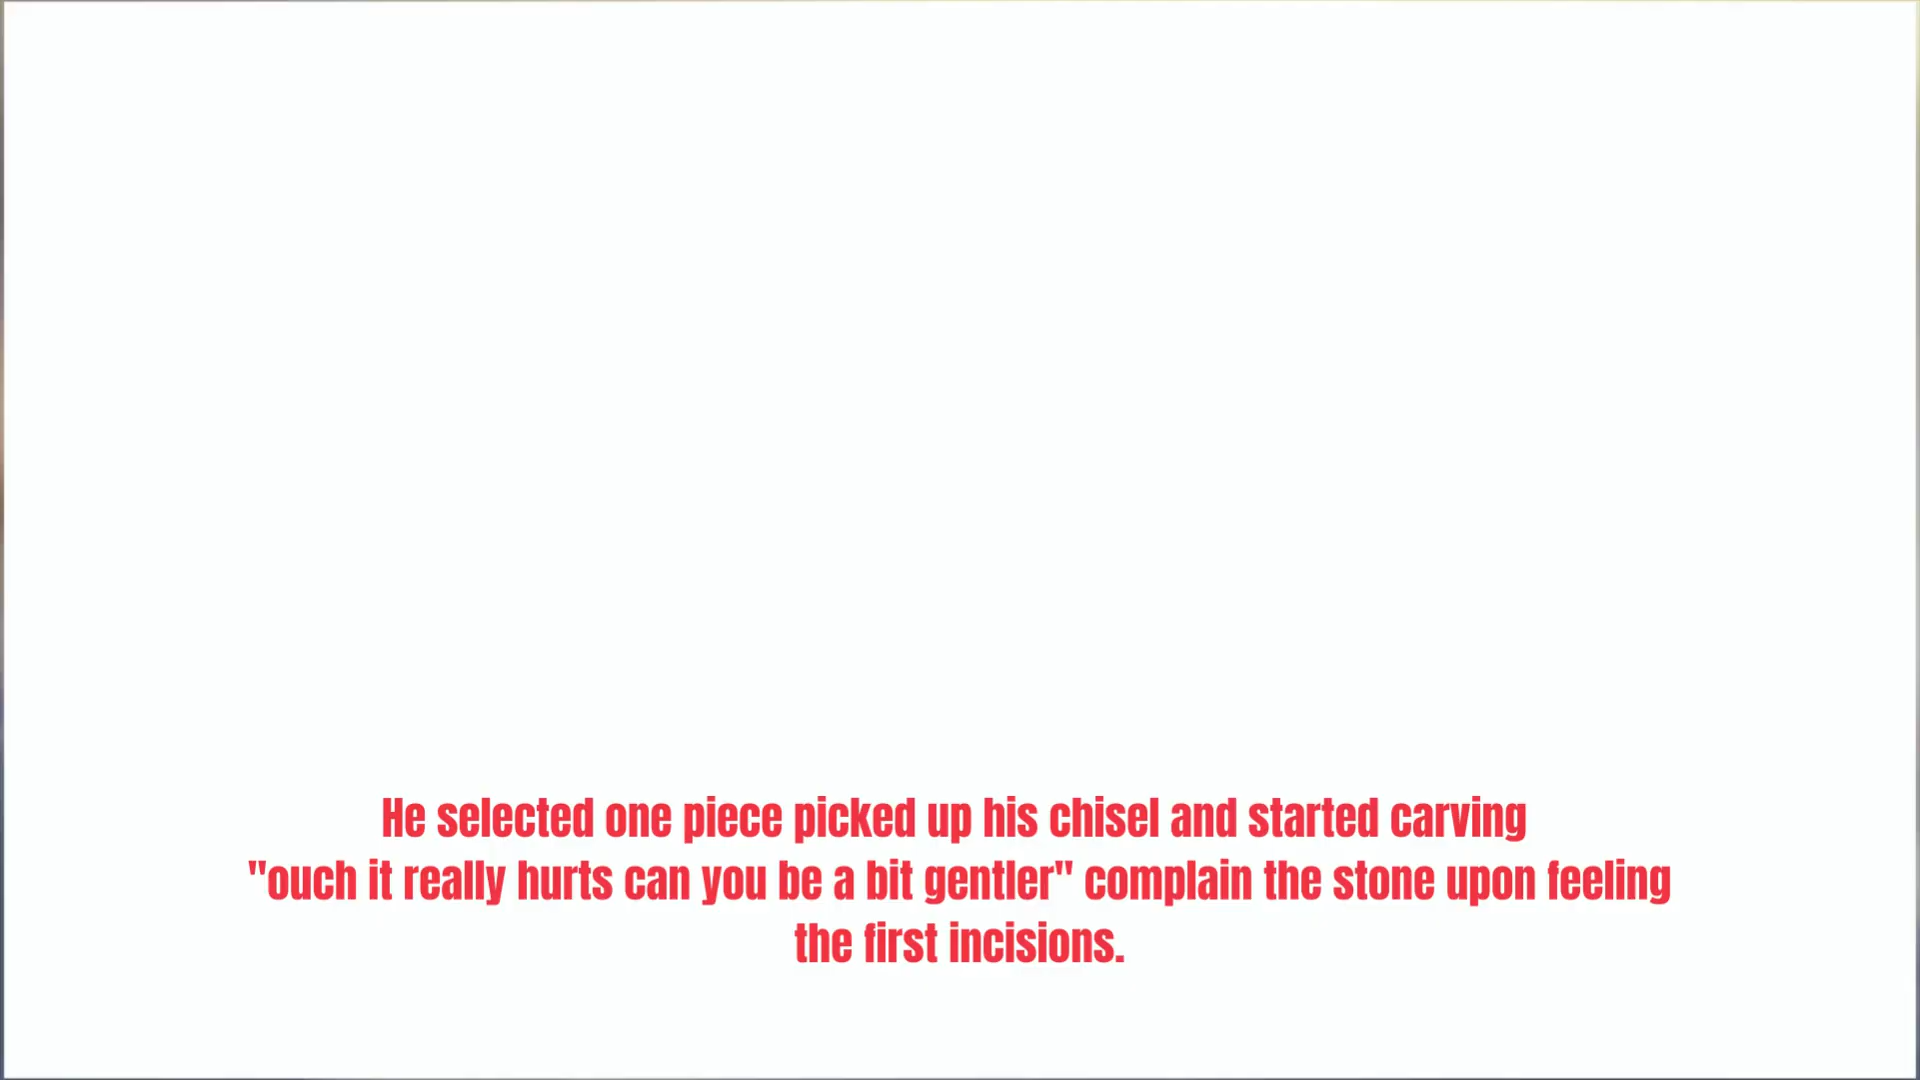 He selected one piece picked up his chisel and started carving
"ouch it really hurts can you be a bit gentler" complain the stone upon feeling
the first incisions.